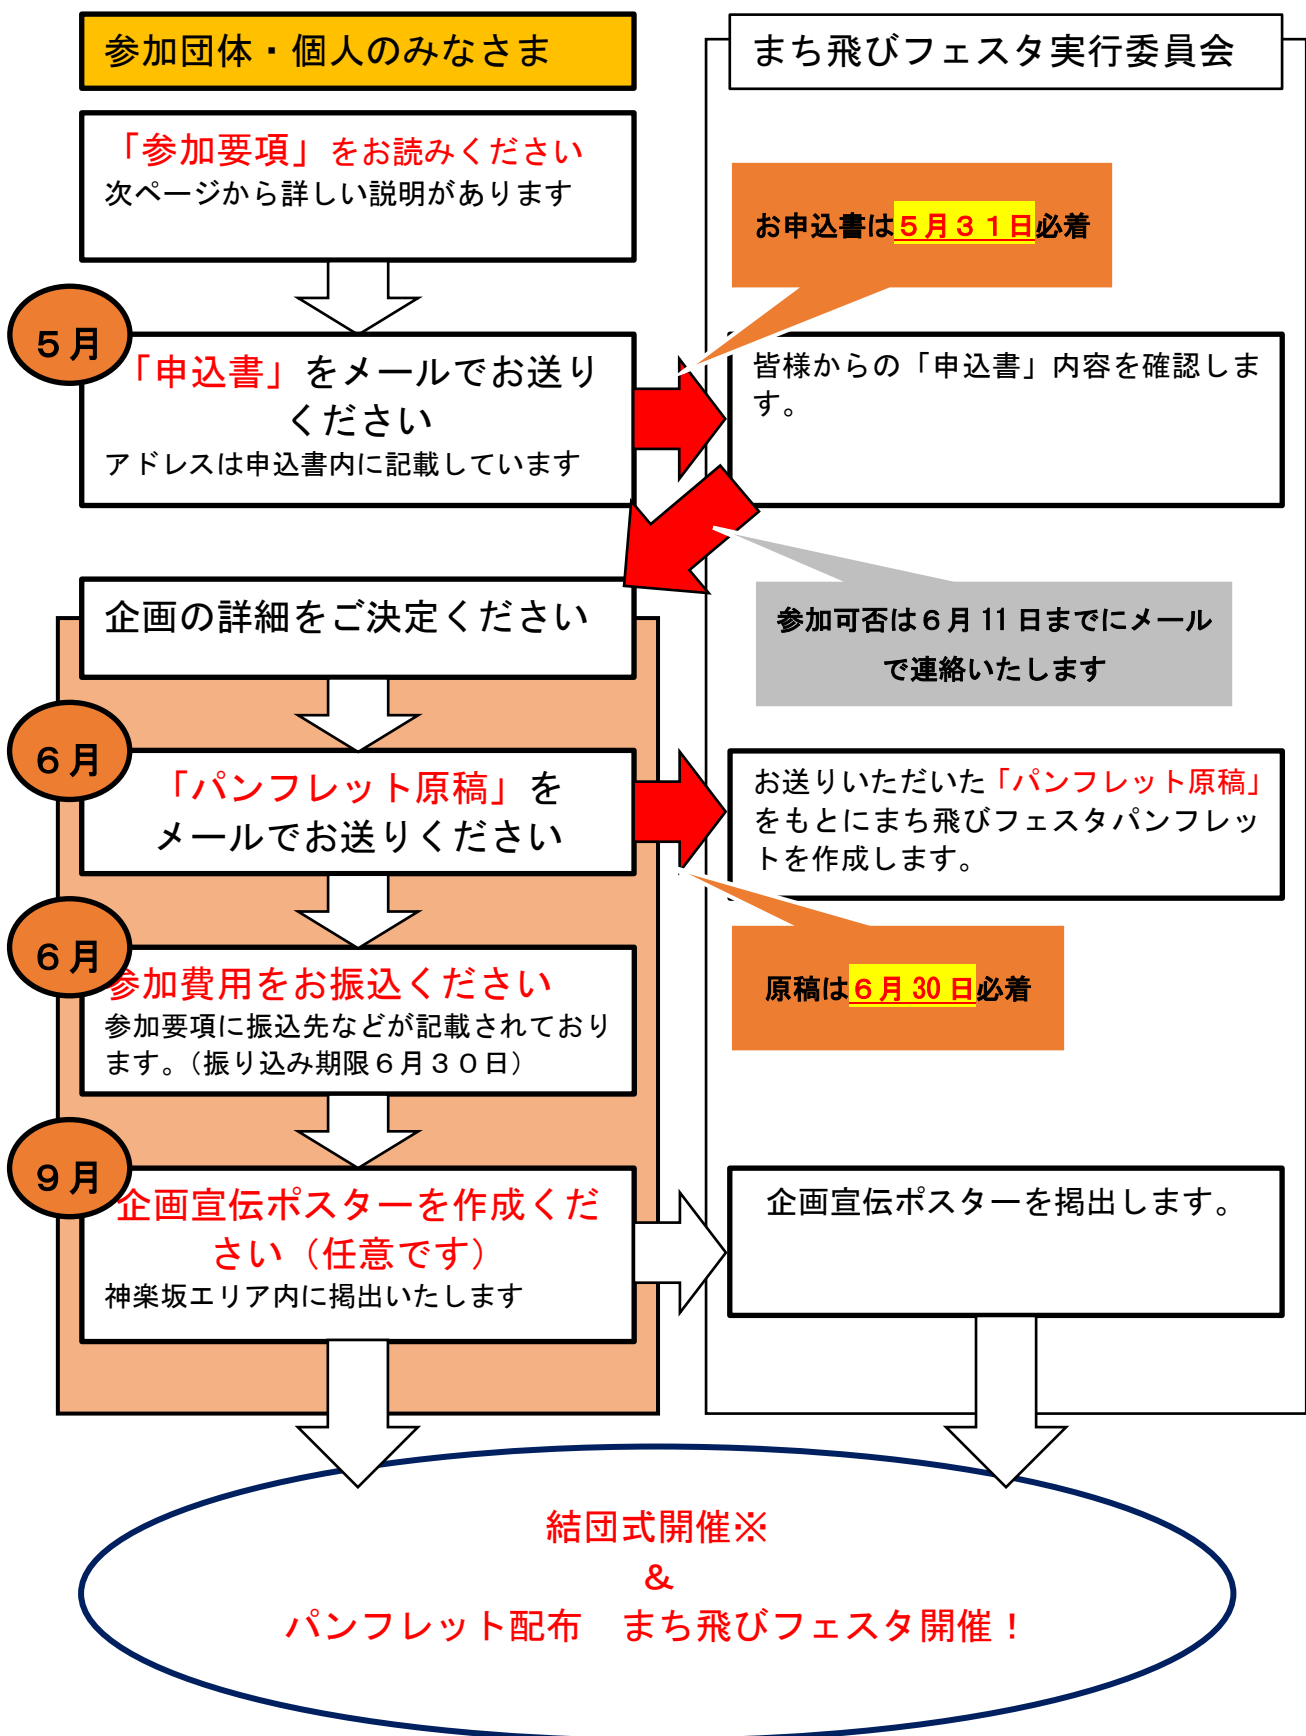 参加団体・個人のみなさま
まち飛びフェスタ実行委員会
「参加要項」をお読みください
次ページから詳しい説明があります
お申込書は５月３１日必着
５月
「申込書」をメールでお送り
ください
アドレスは申込書内に記載しています
皆様からの「申込書」内容を確認しま
す。
企画の詳細をご決定ください
参加可否は６月11日までにメール
で連絡いたします
６月
「パンフレット原稿」を
メールでお送りください
お送りいただいた「パンフレット原稿」
をもとにまち飛びフェスタパンフレッ
トを作成します。
６月
参加費用をお振込ください
参加要項に振込先などが記載されており
ます。（振り込み期限６月３０日）
原稿は６月30日必着
９月
企画宣伝ポスターを作成くだ
さい（任意です）
神楽坂エリア内に掲出いたします
企画宣伝ポスターを掲出します。
結団式開催※
＆
パンフレット配布　まち飛びフェスタ開催！